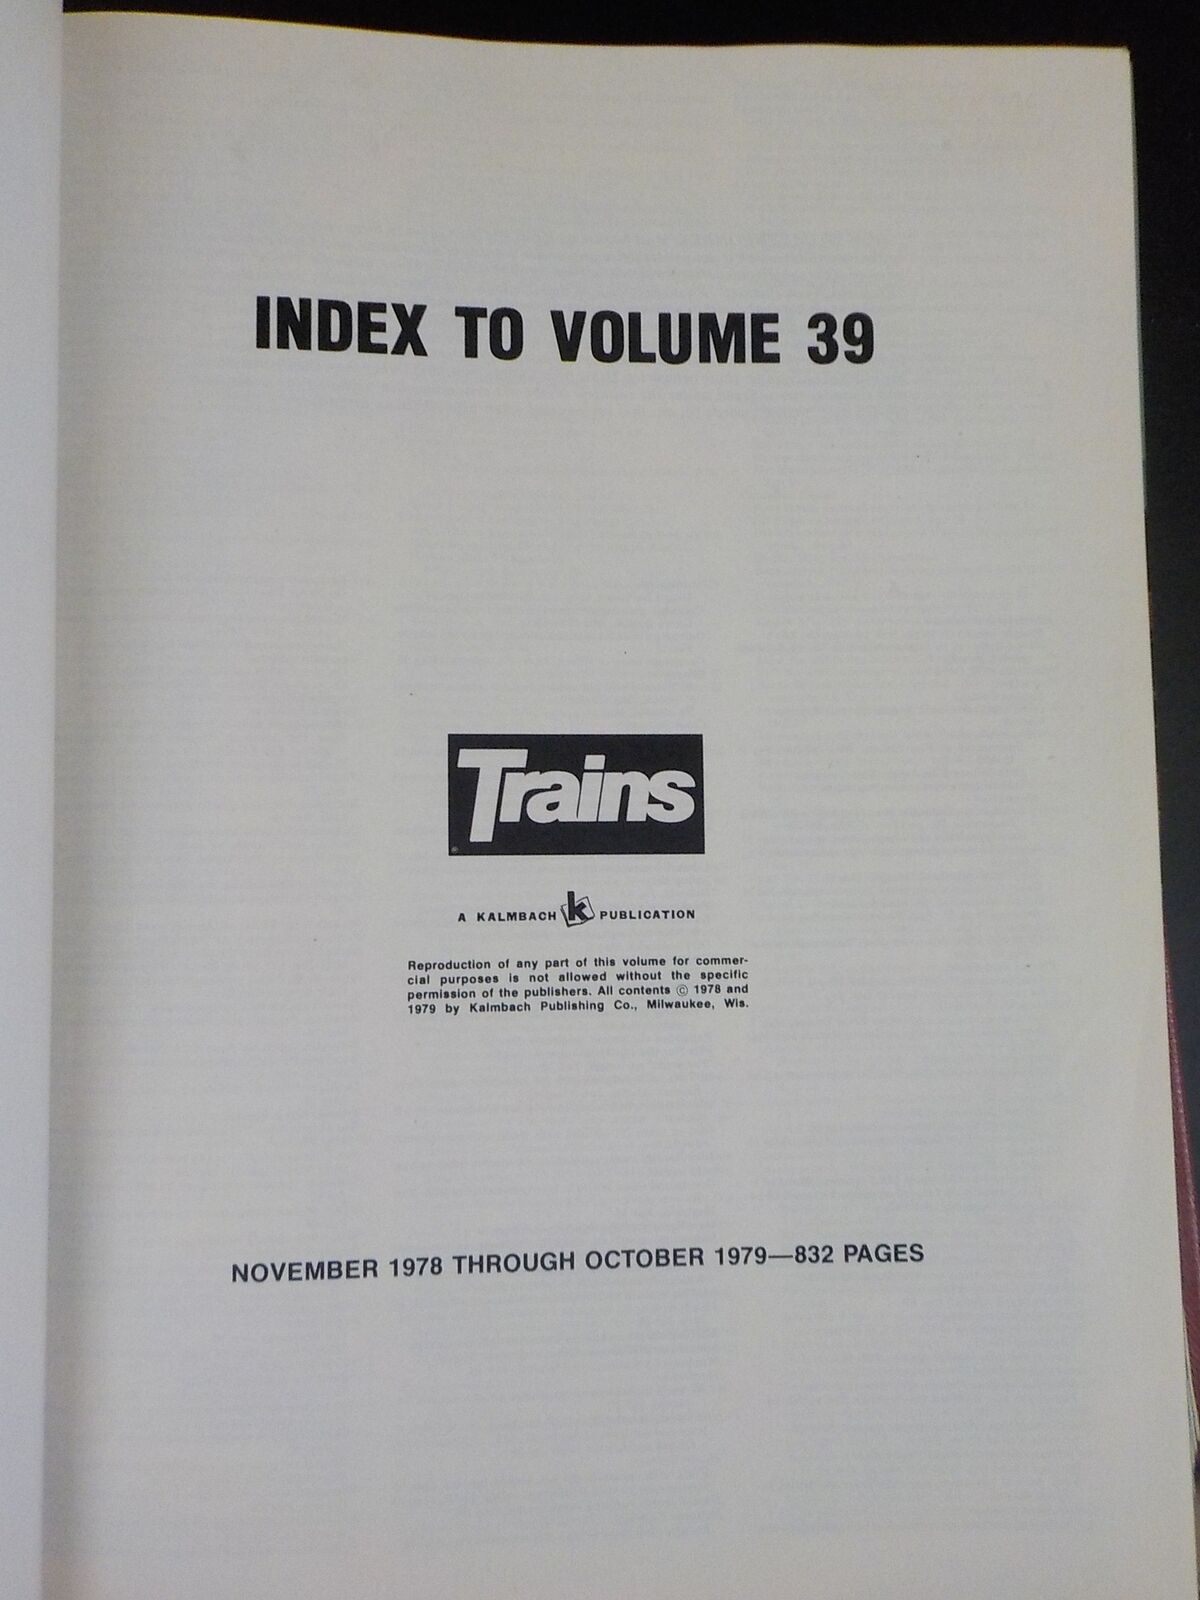 INDEX TO VOLUME 39
Trains
®
A KALMBACH k PUBLICATION
Reproduction of any part of this volume for commer-
cial purposes is not allowed without the specific
permission of the publishers. All contents © 1978 and
1979 by Kalmbach Publishing Co., Milwaukee, Wis.
NOVEMBER 1978 THROUGH OCTOBER 1979—832 PAGES